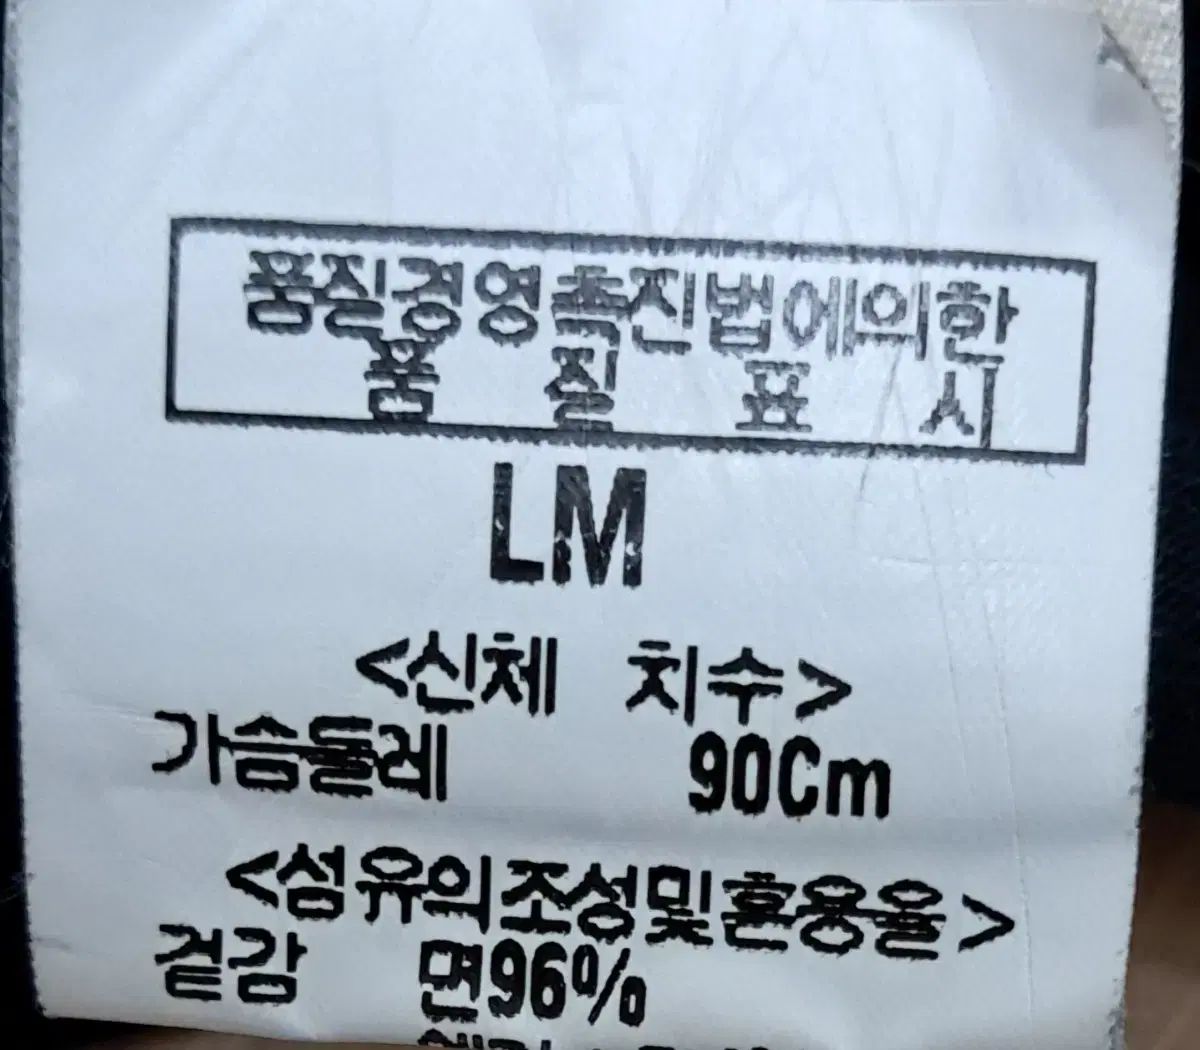 품질경영촉진법에의한
품 질 표 시
LM
<신체 치수>
가슴둘레 90Cm
<섬유의조성및혼용율>
겉감 면96%